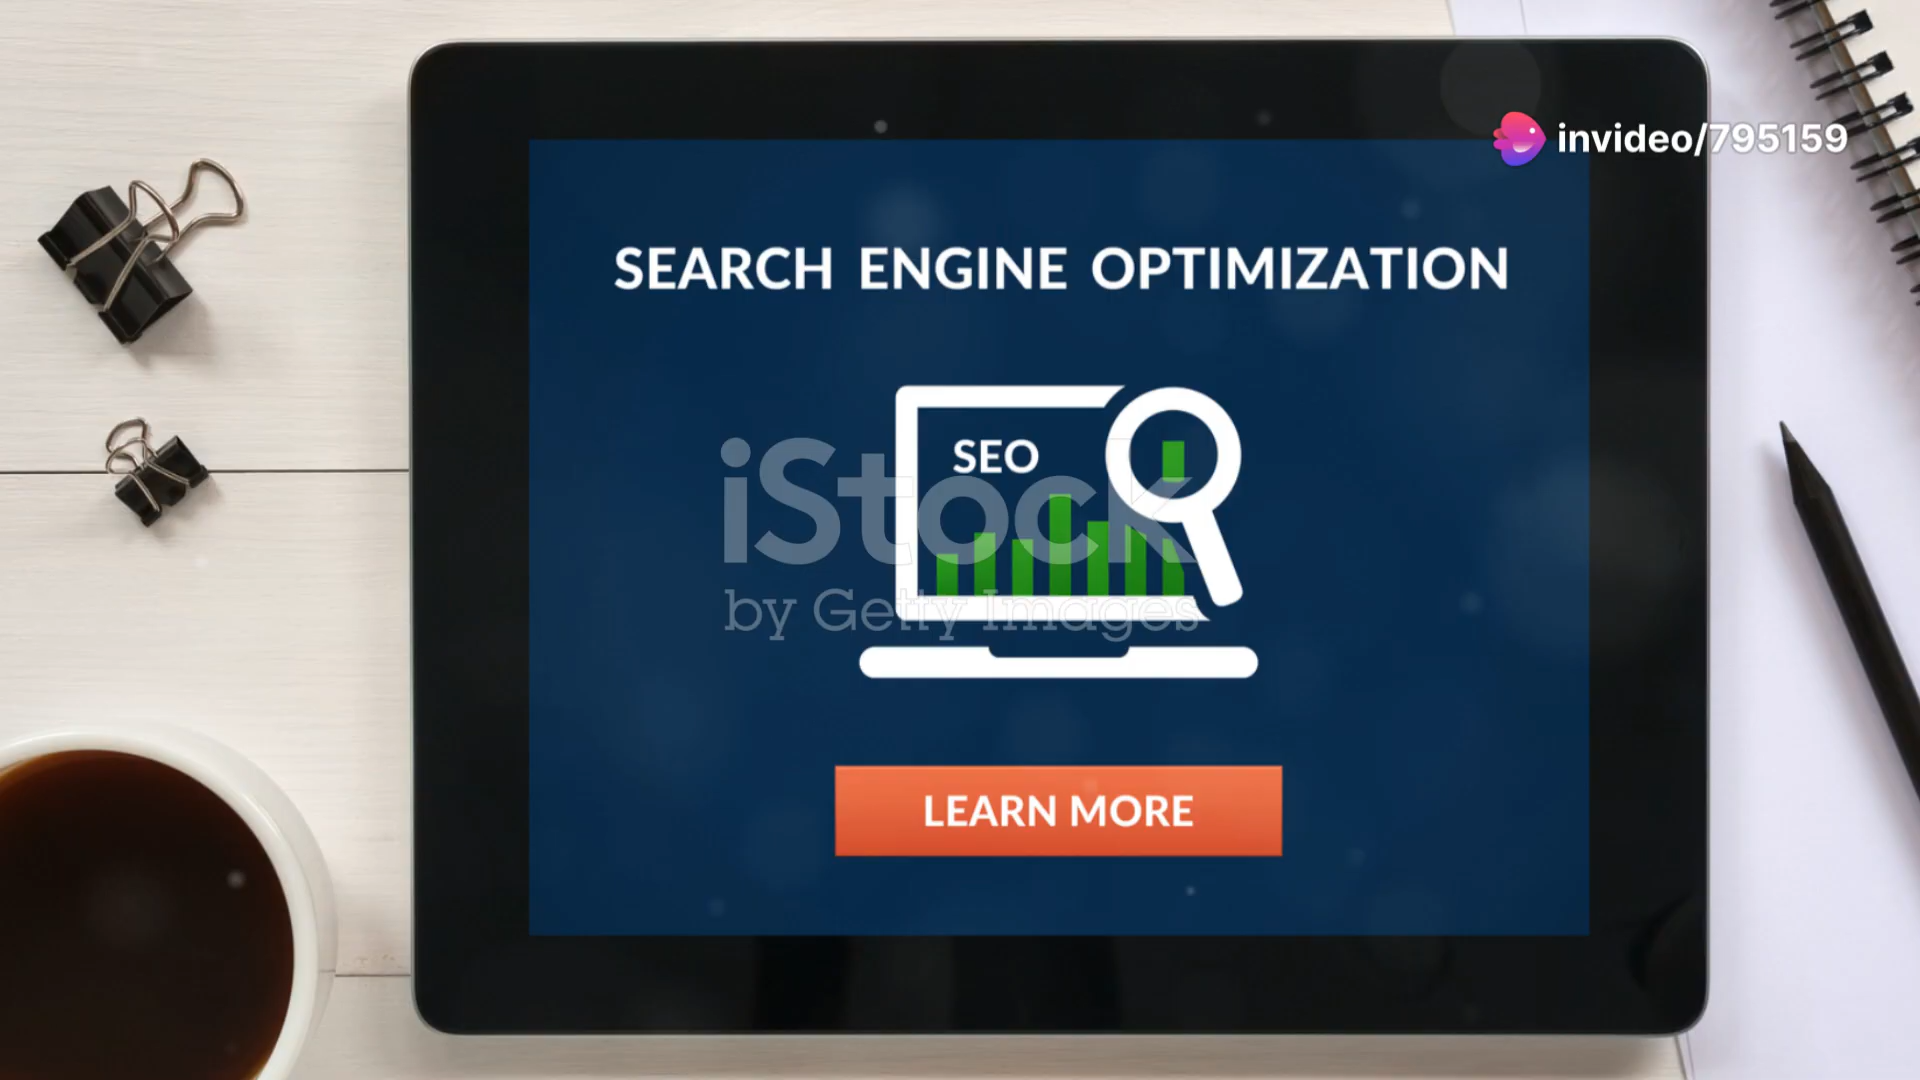 invideo/795159
SEARCH ENGINE OPTIMIZATION
SEO
iStock
by Getty Images
LEARN MORE